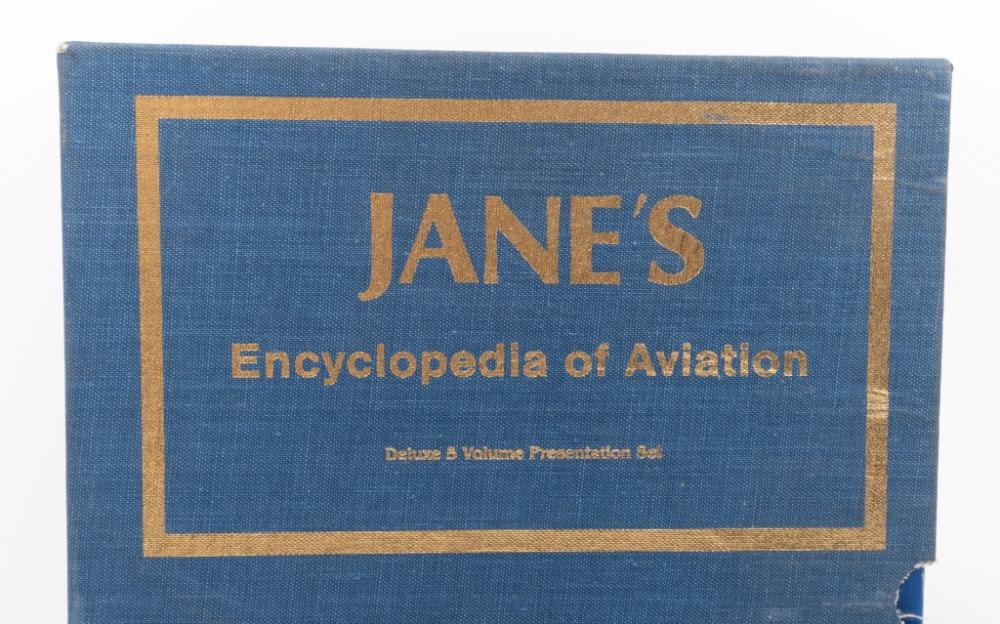 JANE'S
Encyclopedia of Aviation
Deluxe 5 Volume Presentation Set